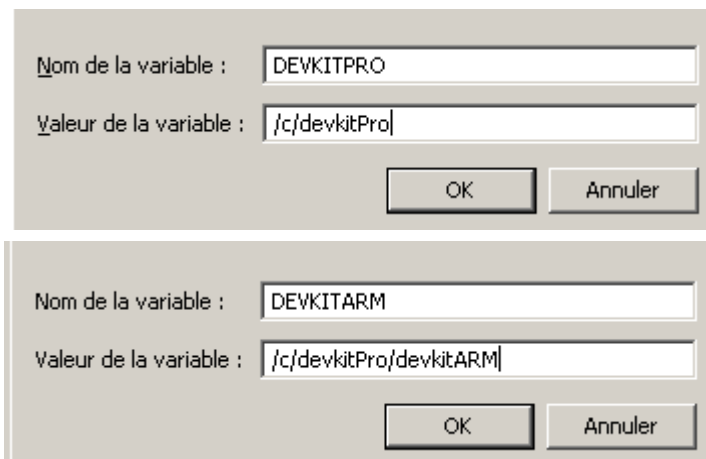 Nom de la variable : DEVKITPRO
Valeur de la variable : /c/devkitPro
OK Annuler
Nom de la variable : DEVKITARM
Valeur de la variable : /c/devkitPro/devkitARM
OK Annuler